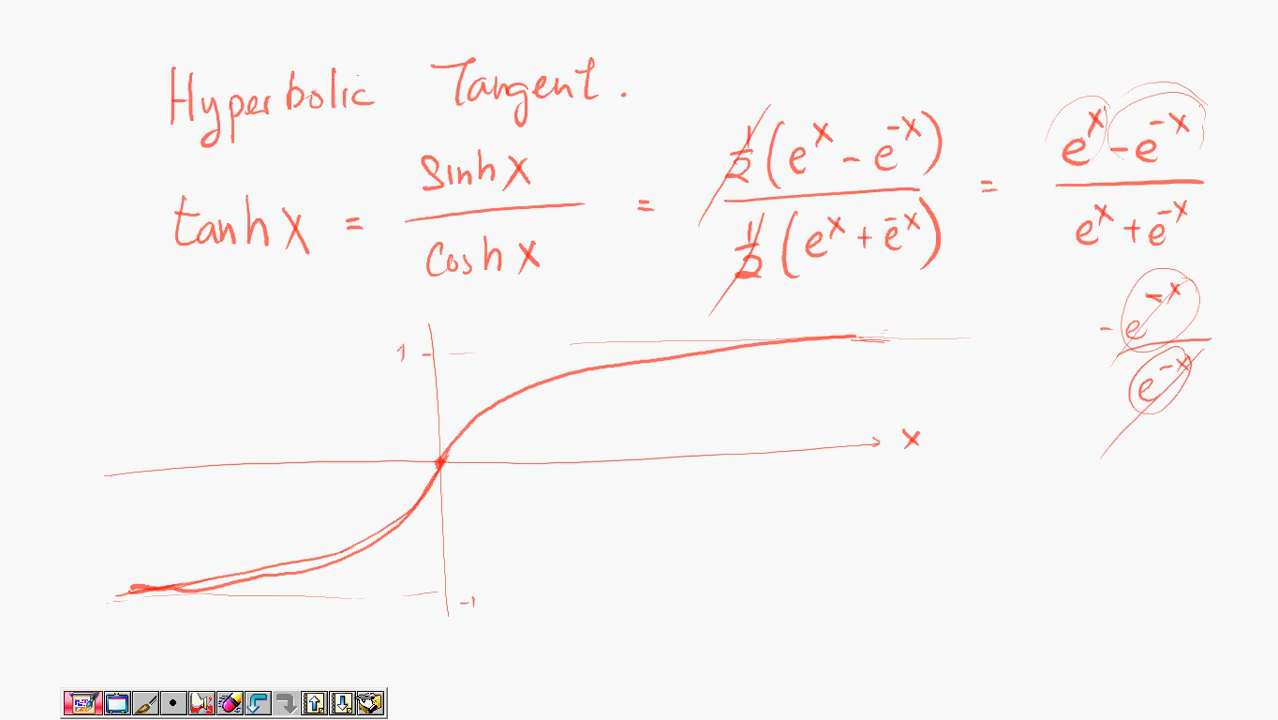 Hyperbolic Tangent.
tanh x = sinh x / cosh x = 1/2 (e^x - e^-x) / 1/2 (e^x + e^-x) = e^x - e^-x / e^x + e^-x
- e^-x / e^-x
1
x
-1